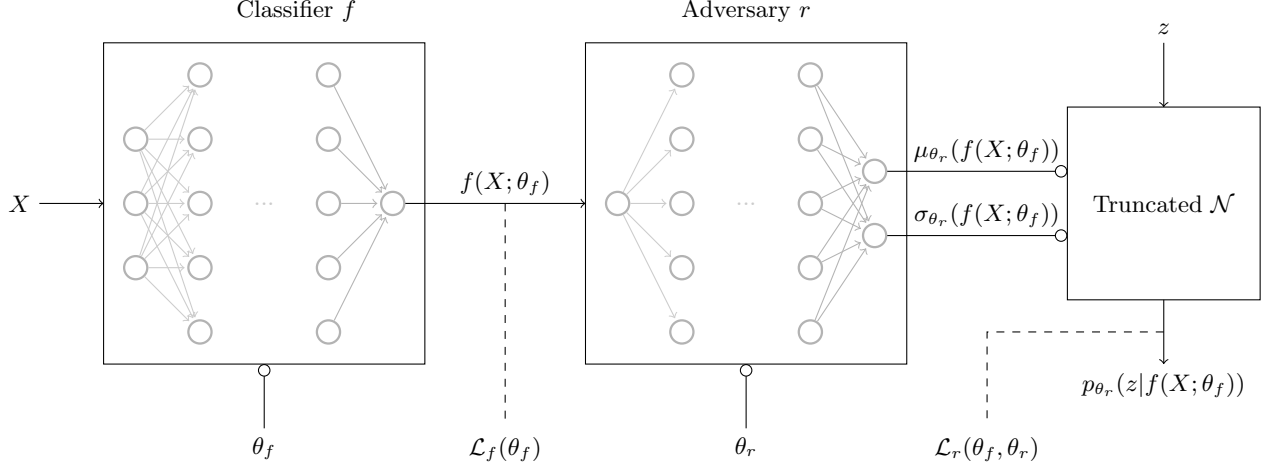 Classifier f
Adversary r
z
X
f(X; θ_f)
μ_{θ_r}(f(X; θ_f))
σ_{θ_r}(f(X; θ_f))
Truncated 𝒩
...
...
p_{θ_r}(z|f(X; θ_f))
θ_f
ℒ_f(θ_f)
θ_r
ℒ_r(θ_f, θ_r)